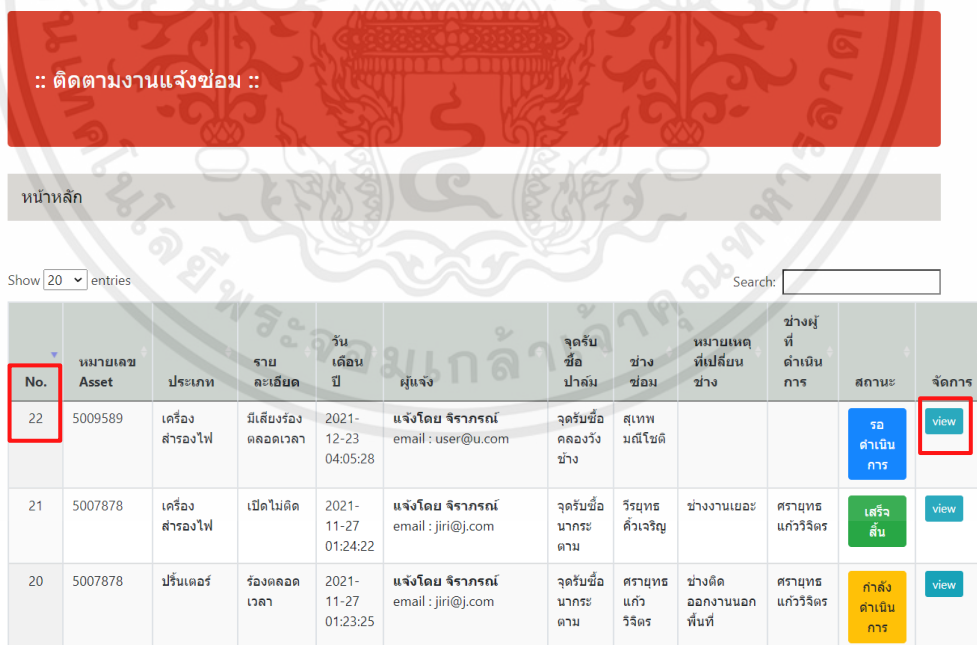 :: ติดตามงานแจ้งซ่อม ::
หน้าหลัก
Show 20 entries
Search:
No.
หมายเลข
Asset
ประเภท
ราย
ละเอียด
วัน
เดือน
ปี
ผู้แจ้ง
จุดรับ
ซื้อ
ปาล์ม
ช่าง
ซ่อม
หมายเหตุ
ที่เปลี่ยน
ช่าง
ช่างผู้
ที่
ดำเนิน
การ
สถานะ
จัดการ
22
5009589
เครื่อง
สำรองไฟ
มีเสียงร้อง
ตลอดเวลา
2021-
12-23
04:05:28
แจ้งโดย จิราภรณ์
email : user@u.com
จุดรับซื้อ
คลองวัง
ช้าง
สุเทพ
มณีโชติ
รอ
ดำเนิน
การ
view
21
5007878
เครื่อง
สำรองไฟ
เปิดไม่ติด
2021-
11-27
01:24:22
แจ้งโดย จิราภรณ์
email : jiri@j.com
จุดรับซื้อ
นากระ
ตาม
วีรยุทธ
คิ้วเจริญ
ช่างงานเยอะ
ศรายุทธ
แก้ววิจิตร
เสร็จ
สิ้น
view
20
5007878
ปริ้นเตอร์
ร้องตลอด
เวลา
2021-
11-27
01:23:25
แจ้งโดย จิราภรณ์
email : jiri@j.com
จุดรับซื้อ
นากระ
ตาม
ศรายุทธ
แก้ว
วิจิตร
ช่างติด
ออกงานนอก
พื้นที่
ศรายุทธ
แก้ววิจิตร
กำลัง
ดำเนิน
การ
view